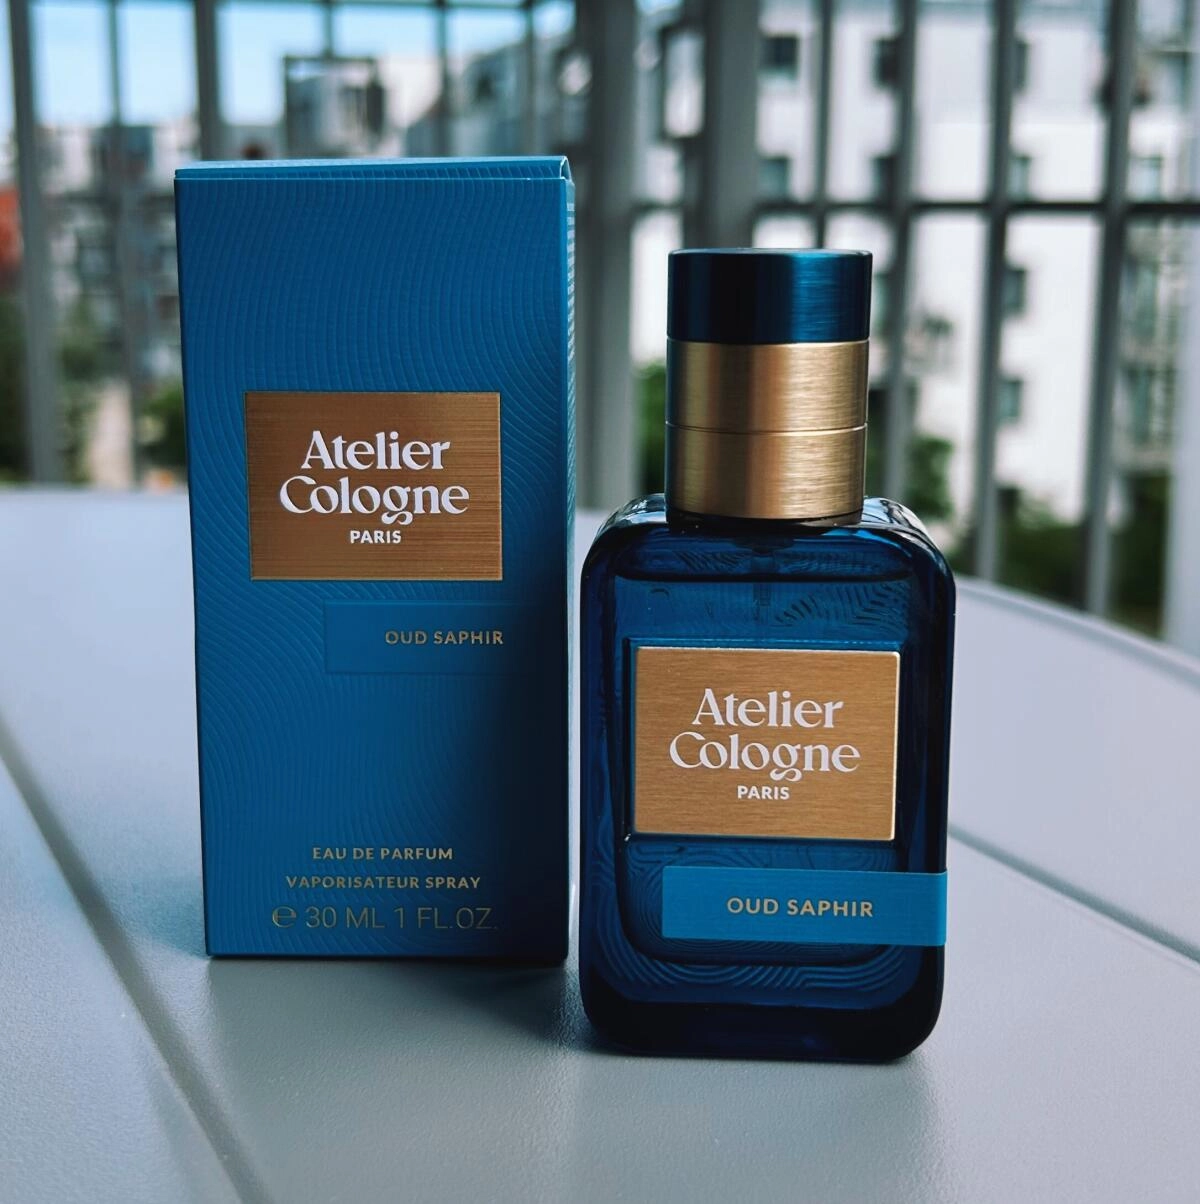 Atelier
Cologne
PARIS
OUD SAPHIR
EAU DE PARFUM
VAPORISATEUR SPRAY
℮ 30 ML 1 FL.OZ.
Atelier
Cologne
PARIS
OUD SAPHIR